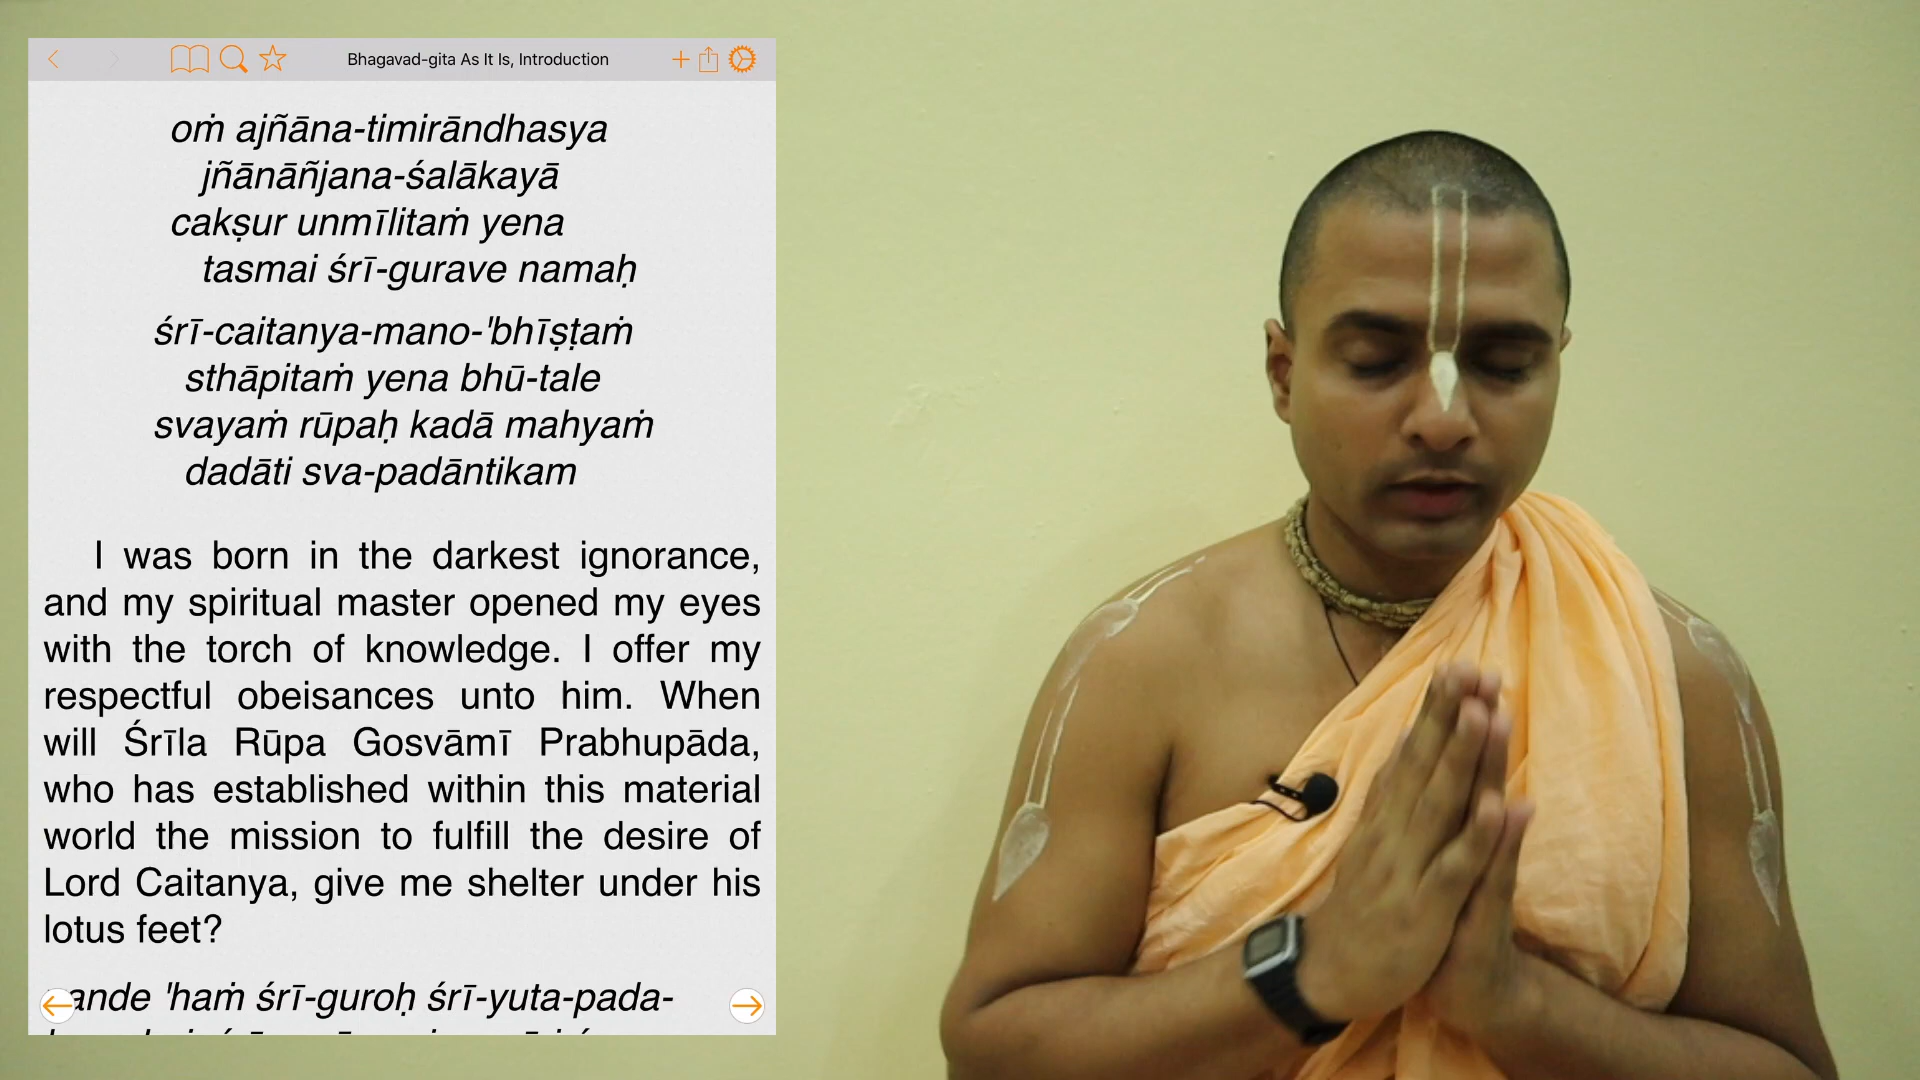 Bhagavad-gita As It Is, Introduction
oṁ ajñāna-timirāndhasya
jñānāñjana-śalākayā
cakṣur unmīlitaṁ yena
tasmai śrī-gurave namaḥ
śrī-caitanya-mano-'bhīṣṭaṁ
sthāpitaṁ yena bhū-tale
svayaṁ rūpaḥ kadā mahyaṁ
dadāti sva-padāntikam
I was born in the darkest ignorance,
and my spiritual master opened my eyes
with the torch of knowledge. I offer my
respectful obeisances unto him. When
will Śrīla Rūpa Gosvāmī Prabhupāda,
who has established within this material
world the mission to fulfill the desire of
Lord Caitanya, give me shelter under his
lotus feet?
'haṁ śrī-guroḥ śrī-yuta-pada-